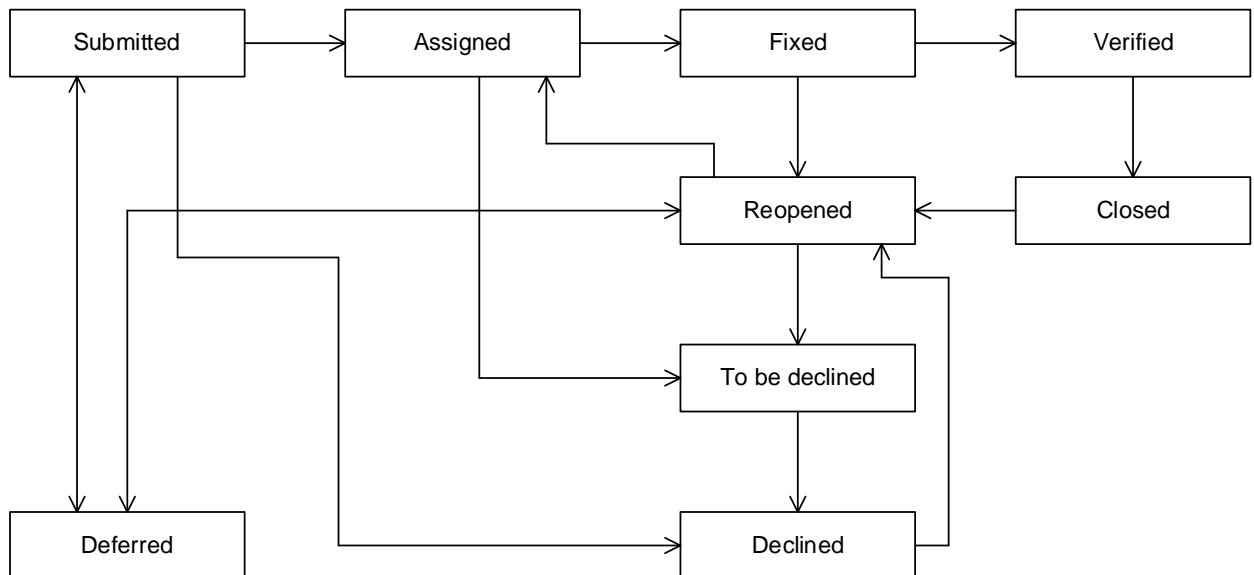 Submitted
Assigned
Fixed
Verified
Reopened
Closed
To be declined
Deferred
Declined